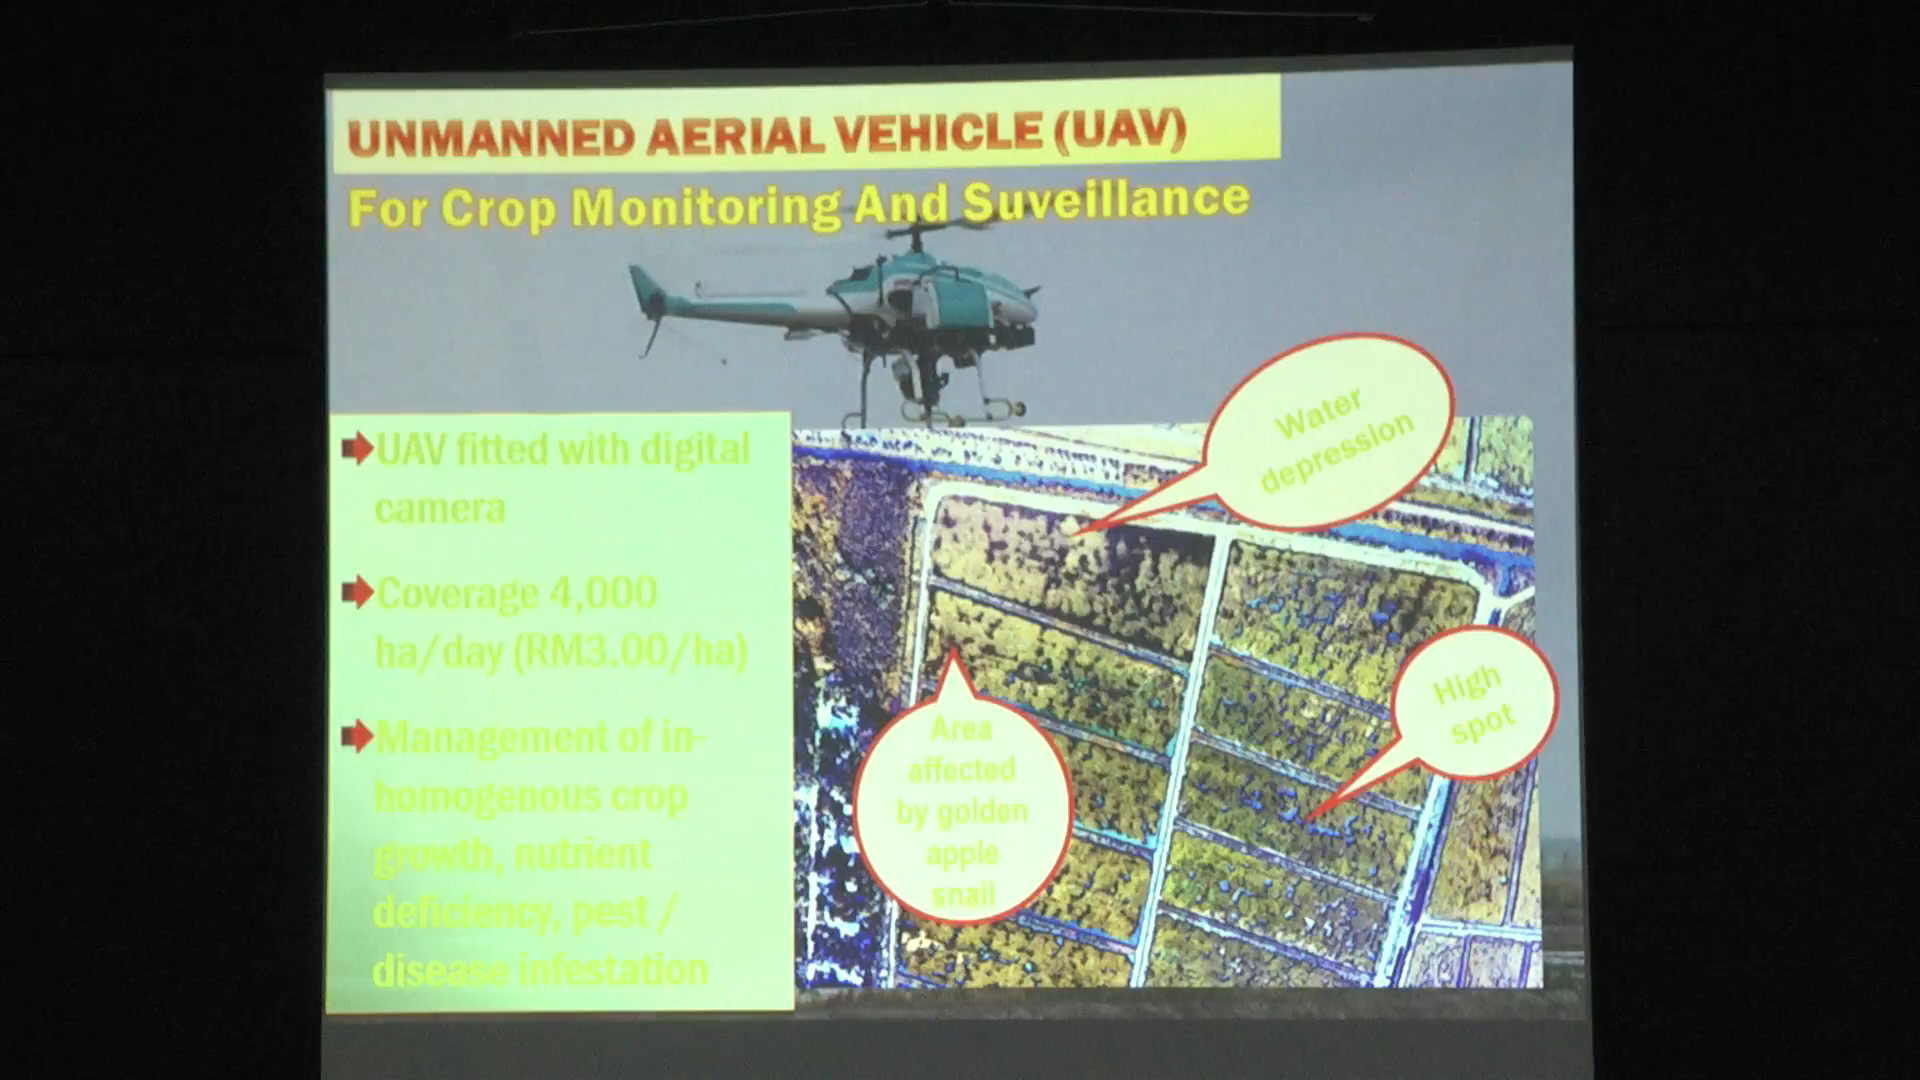 UNMANNED AERIAL VEHICLE (UAV)
For Crop Monitoring And Suveillance
UAV fitted with digital
camera
Coverage 4,000
ha/day (RM3.00/ha)
Management of in-
homogenous crop
growth, nutrient
deficiency, pest /
disease infestation
Water
depression
High
spot
Area
affected
by golden
apple
snail